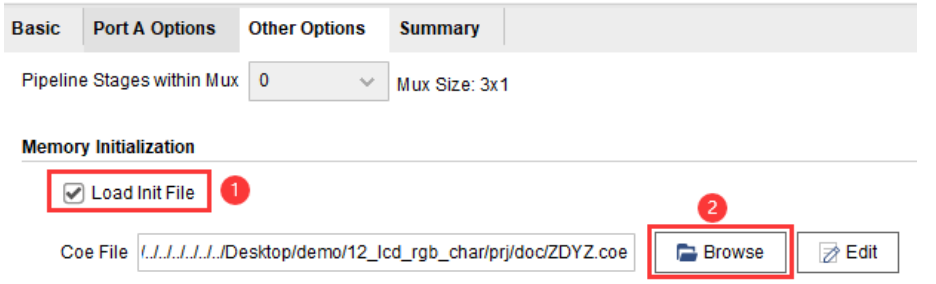 Basic Port A Options Other Options Summary
Pipeline Stages within Mux 0 Mux Size: 3x1
Memory Initialization
Load Init File 1
2
Coe File /../../../../../../Desktop/demo/12_lcd_rgb_char/prj/doc/ZDYZ.coe Browse Edit